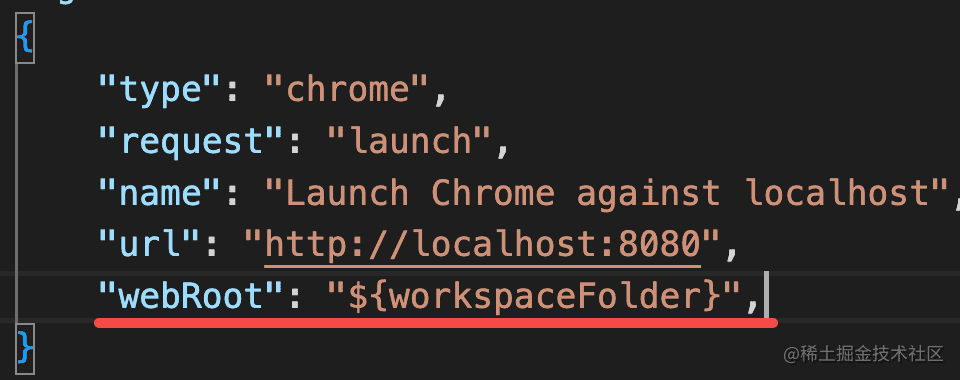 {
"type": "chrome",
"request": "launch",
"name": "Launch Chrome against localhost",
"url": "http://localhost:8080",
"webRoot": "${workspaceFolder}",
}
@稀土掘金技术社区